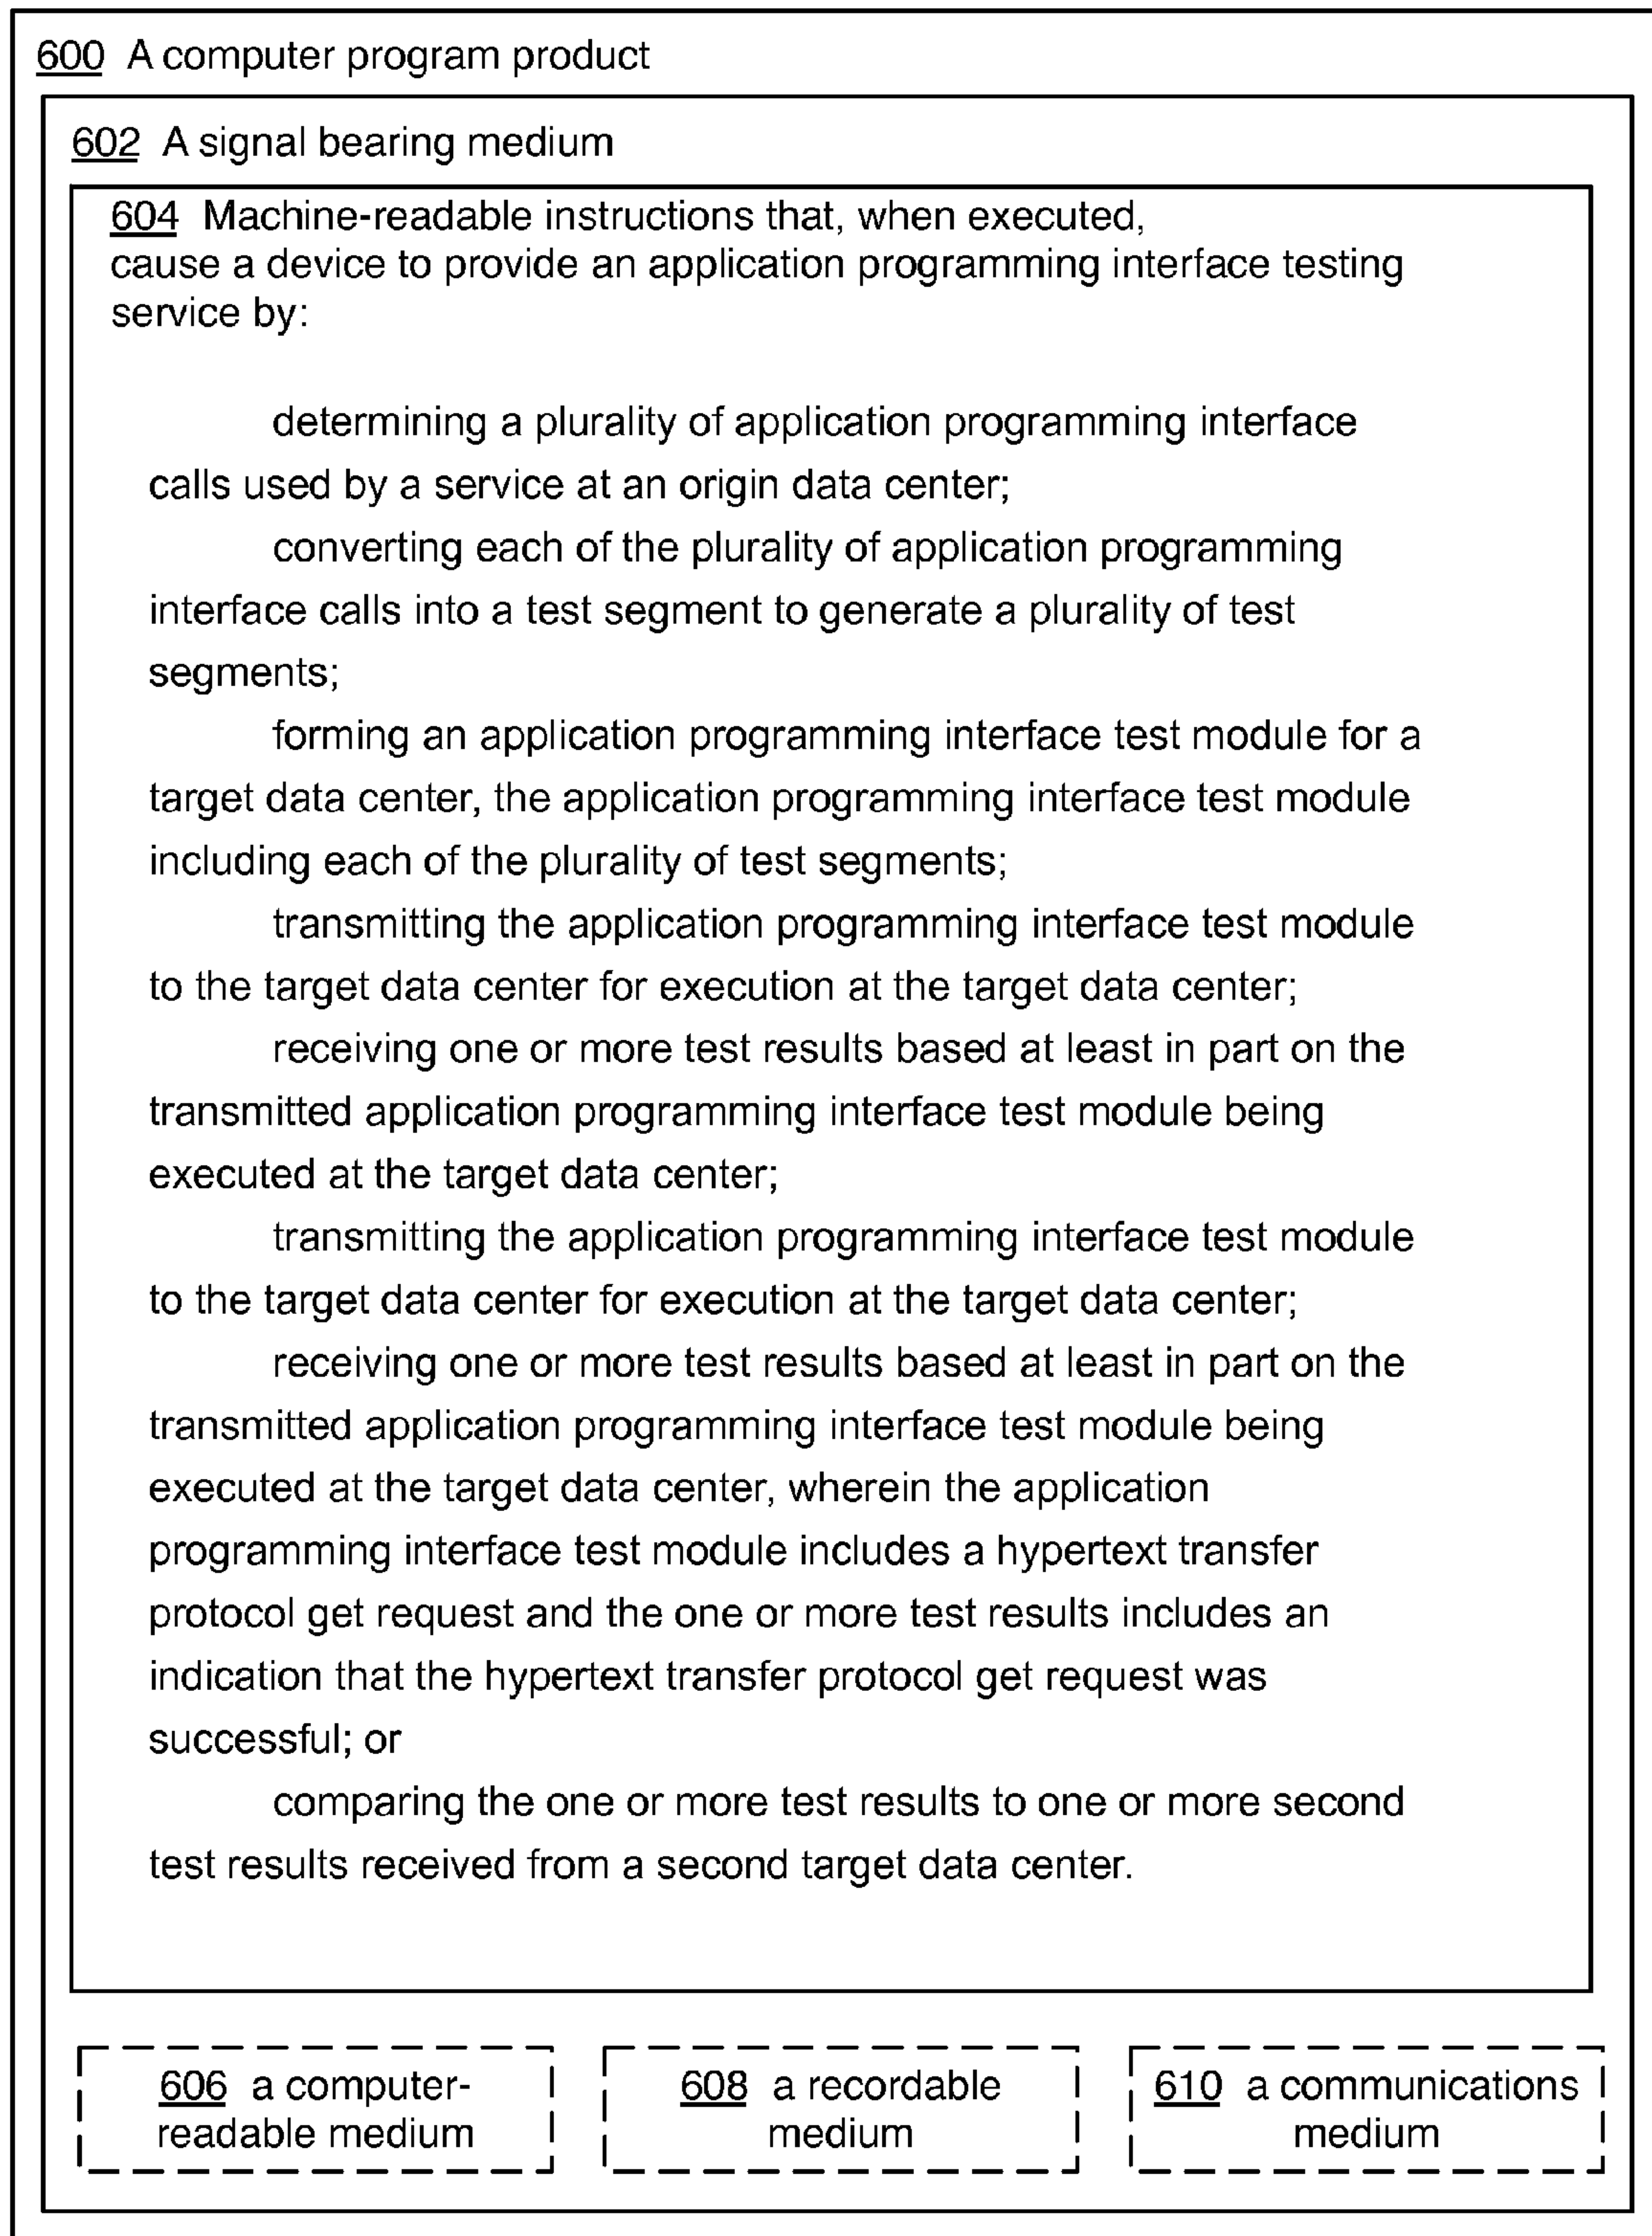 600 A computer program product
602 A signal bearing medium
604 Machine-readable instructions that, when executed,
cause a device to provide an application programming interface testing
service by:
determining a plurality of application programming interface
calls used by a service at an origin data center;
converting each of the plurality of application programming
interface calls into a test segment to generate a plurality of test
segments;
forming an application programming interface test module for a
target data center, the application programming interface test module
including each of the plurality of test segments;
transmitting the application programming interface test module
to the target data center for execution at the target data center;
receiving one or more test results based at least in part on the
transmitted application programming interface test module being
executed at the target data center;
transmitting the application programming interface test module
to the target data center for execution at the target data center;
receiving one or more test results based at least in part on the
transmitted application programming interface test module being
executed at the target data center, wherein the application
programming interface test module includes a hypertext transfer
protocol get request and the one or more test results includes an
indication that the hypertext transfer protocol get request was
successful; or
comparing the one or more test results to one or more second
test results received from a second target data center.
606 a computer-
readable medium
608 a recordable
medium
610 a communications
medium